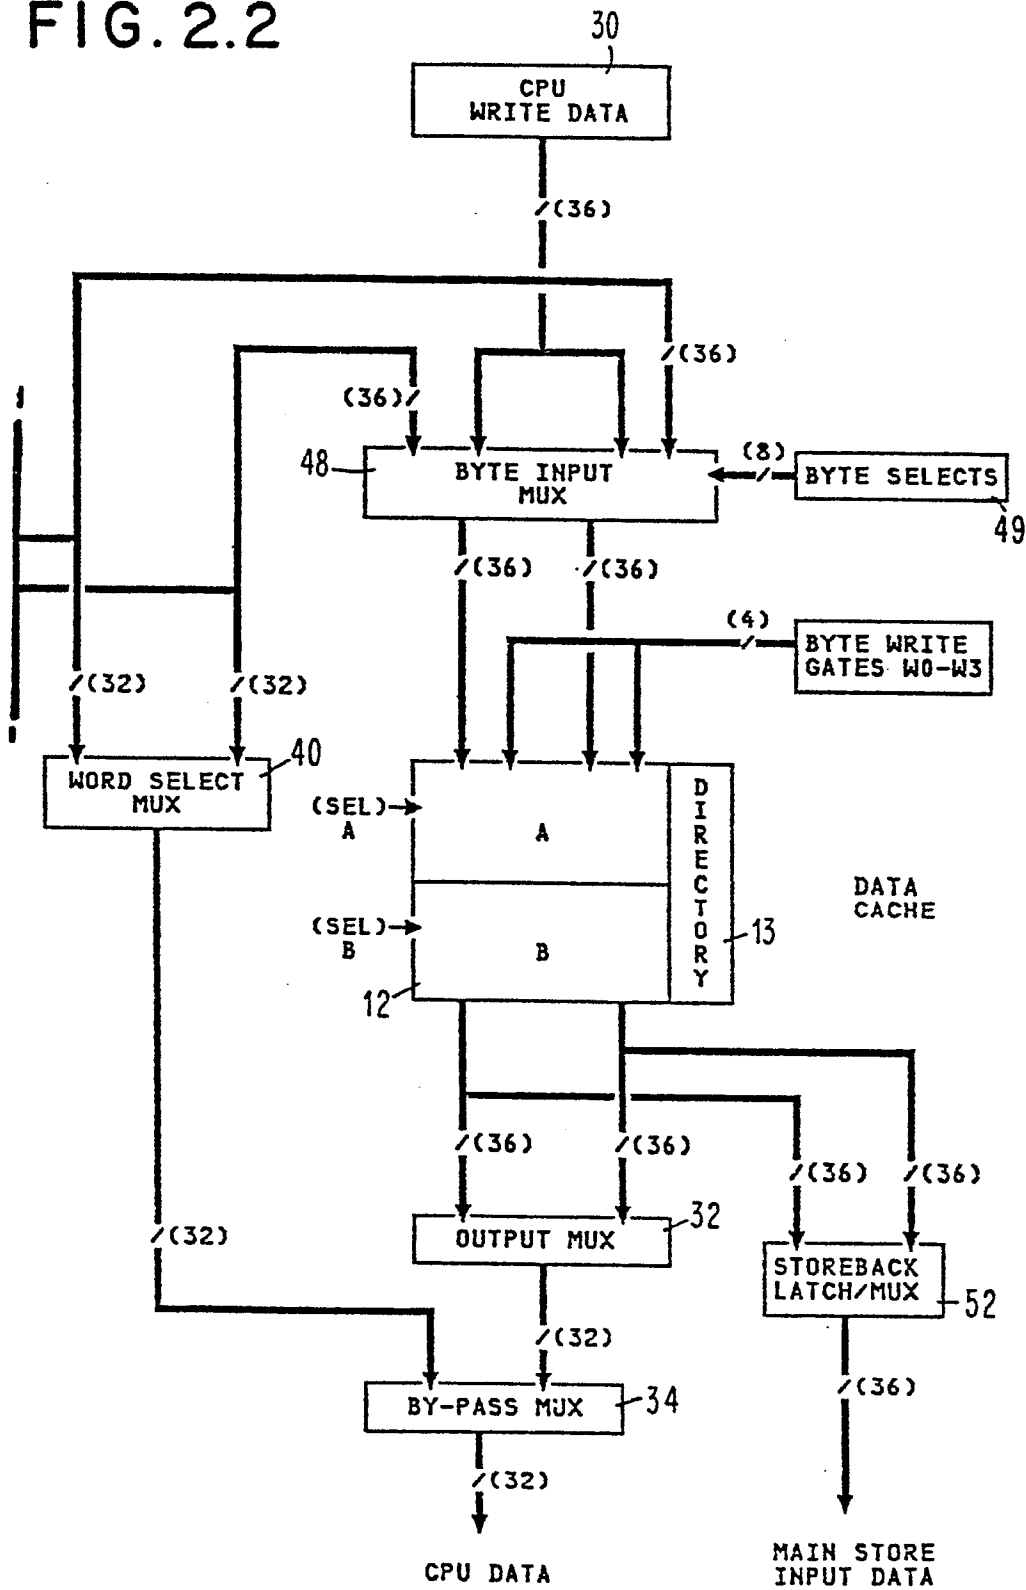 FIG. 2.2
30
CPU
WRITE DATA
(36)
(36)
(36)
48
BYTE INPUT
MUX
(8)
BYTE SELECTS
49
(36)
(36)
(4)
BYTE WRITE
GATES W0-W3
(32)
(32)
40
WORD SELECT
MUX
(SEL)
A
A
DIRECTORY
DATA
CACHE
(SEL)
B
B
13
12
(36)
(36)
(36)
(36)
32
OUTPUT MUX
(32)
STOREBACK
LATCH/MUX
52
(32)
(36)
BY-PASS MUX
34
(32)
CPU DATA
MAIN STORE
INPUT DATA